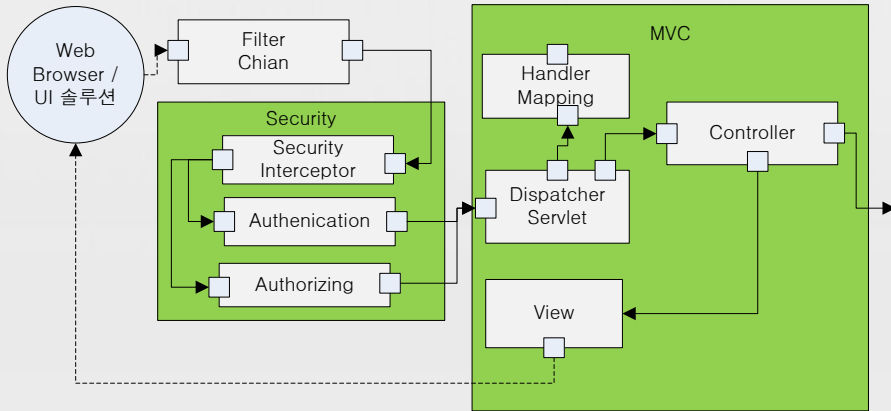 Web
Browser /
UI 솔루션
Filter
Chian
Security
Security
Interceptor
Authenication
Authorizing
MVC
Handler
Mapping
Dispatcher
Servlet
Controller
View